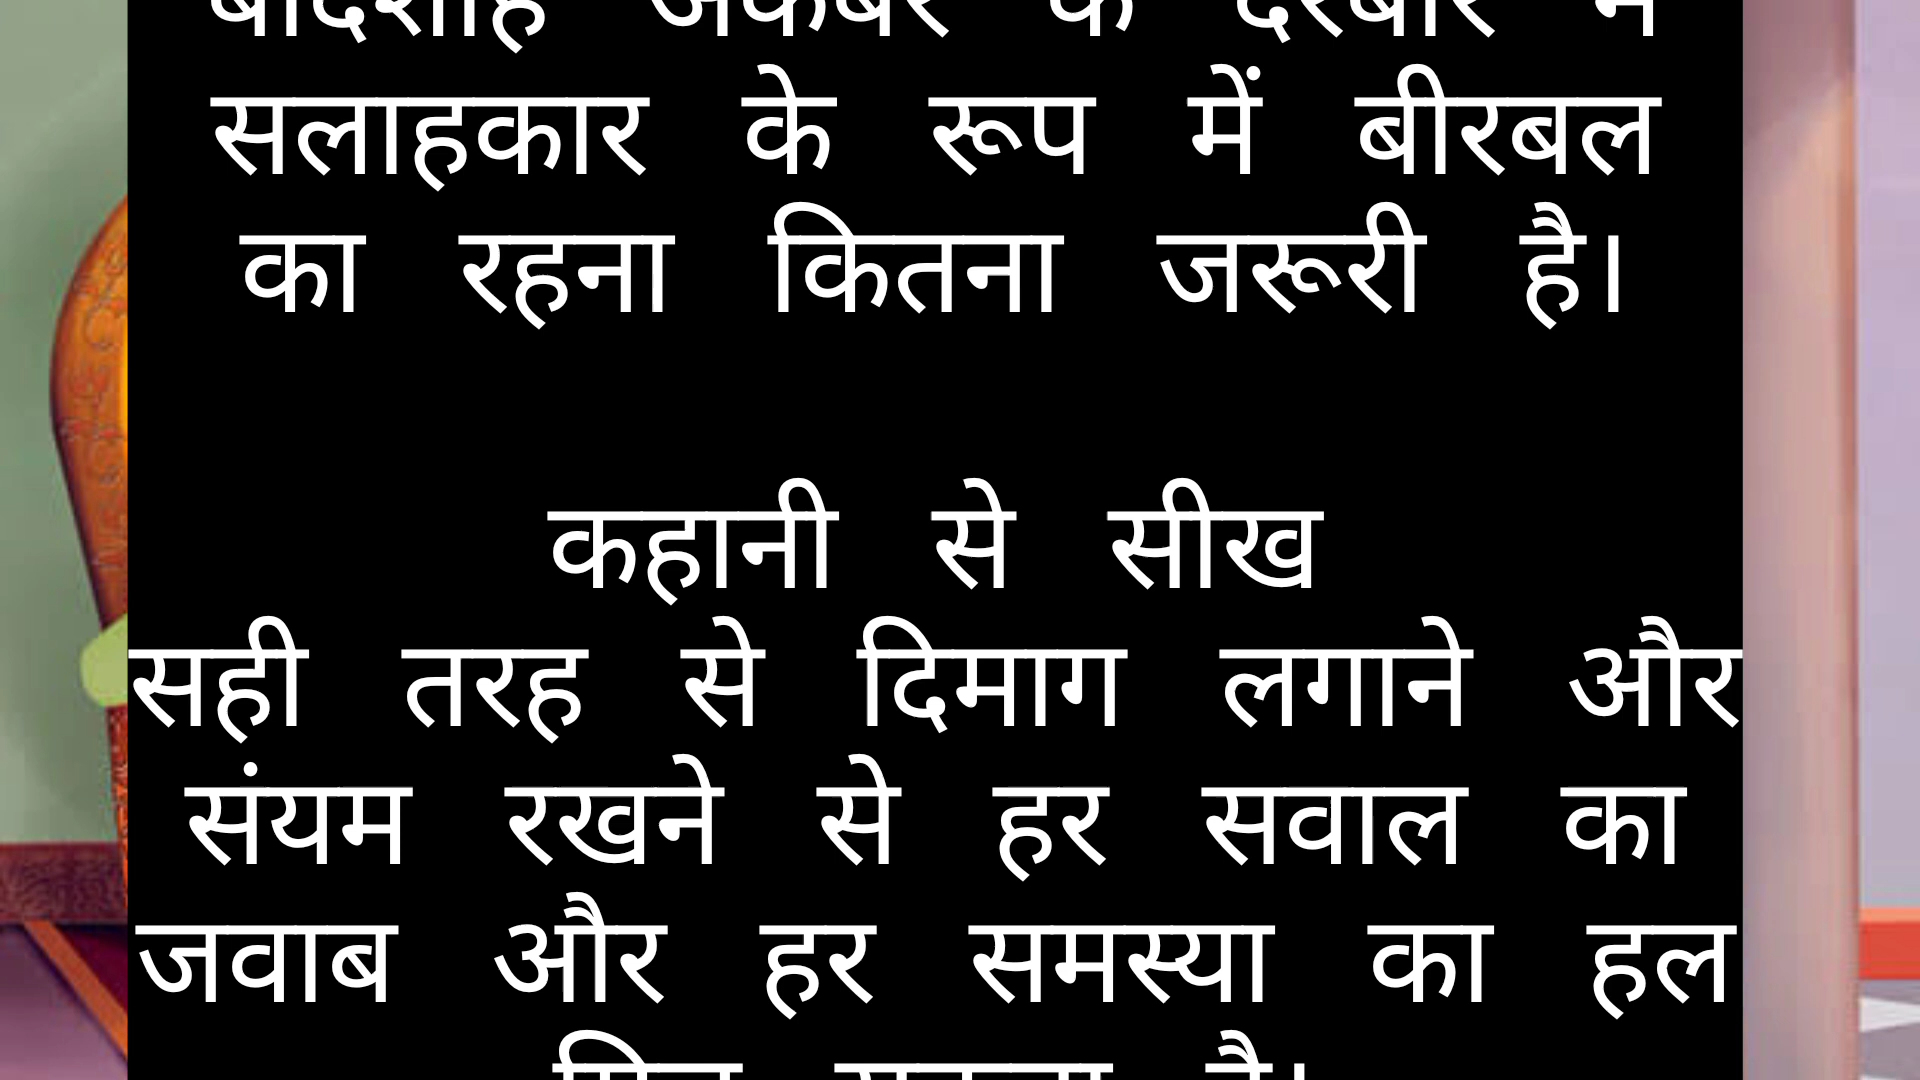 बादशाह अकबर के दरबार में
सलाहकार के रूप में बीरबल
का रहना कितना जरूरी है।
कहानी से सीख
सही तरह से दिमाग लगाने और
संयम रखने से हर सवाल का
जवाब और हर समस्या का हल
है।